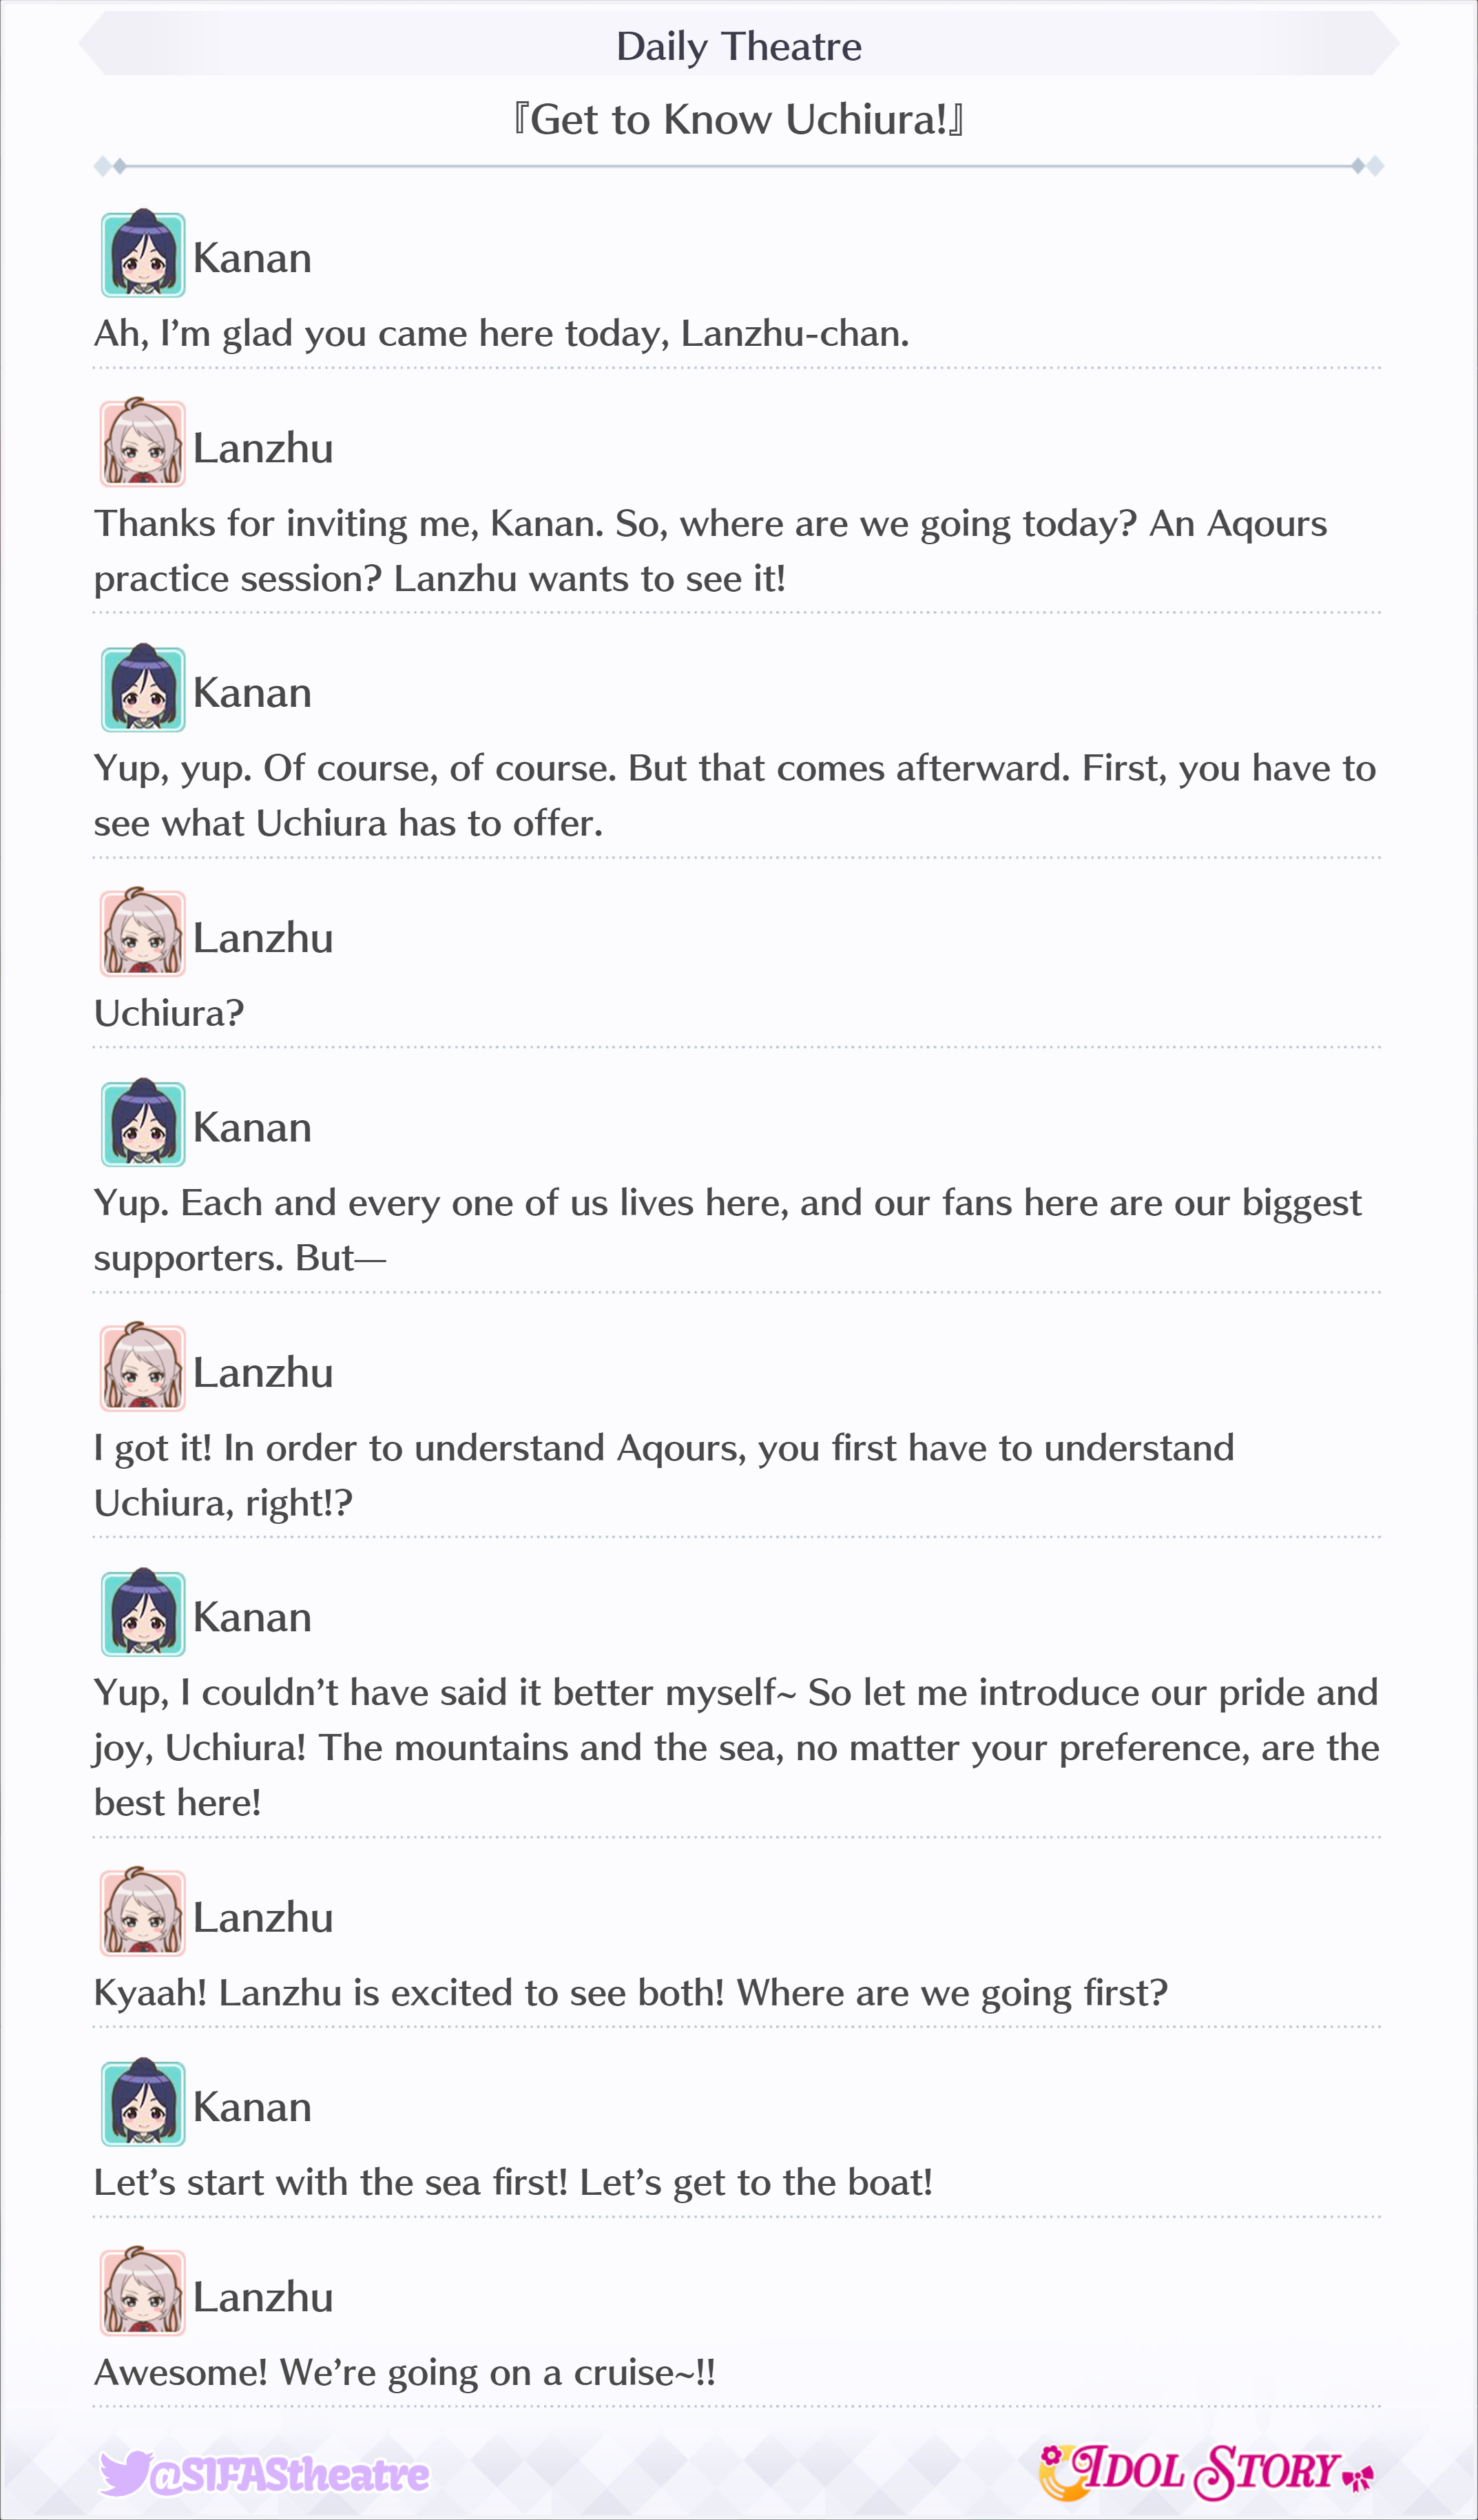 Daily Theatre
『Get to Know Uchiura!』
Kanan
Ah, I’m glad you came here today, Lanzhu-chan.
Lanzhu
Thanks for inviting me, Kanan. So, where are we going today? An Aqours
practice session? Lanzhu wants to see it!
Kanan
Yup, yup. Of course, of course. But that comes afterward. First, you have to
see what Uchiura has to offer.
Lanzhu
Uchiura?
Kanan
Yup. Each and every one of us lives here, and our fans here are our biggest
supporters. But—
Lanzhu
I got it! In order to understand Aqours, you first have to understand
Uchiura, right!?
Kanan
Yup, I couldn’t have said it better myself~ So let me introduce our pride and
joy, Uchiura! The mountains and the sea, no matter your preference, are the
best here!
Lanzhu
Kyaah! Lanzhu is excited to see both! Where are we going first?
Kanan
Let’s start with the sea first! Let’s get to the boat!
Lanzhu
Awesome! We’re going on a cruise~!!
@SIFAStheatre
IDOL STORY